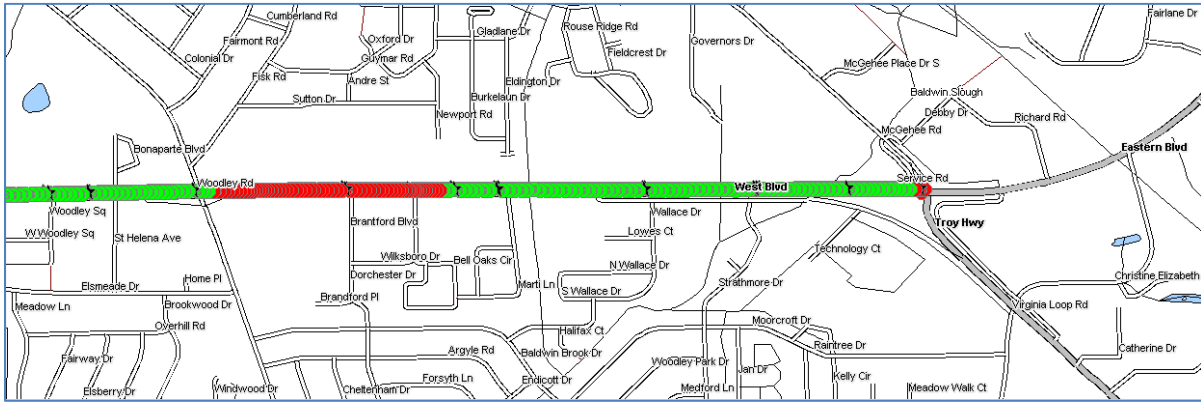 Cumberland Rd
Fairlane Dr
Rouse Ridge Rd
Gladlane Dr
Fairmont Rd
Oxford Dr
Governors Dr
Colonial Dr
Guymar Rd
Fieldcrest Dr
McGehee Place Dr S
Fisk Rd
Andre St
Eldington Dr
Burkelaun Dr
Baldwin Slough
Sutton Dr
Newport Rd
Debby Dr
Richard Rd
McGehee Rd
Bonaparte Blvd
Eastern Blvd
Service Rd
Woodley Rd
West Blvd
Woodley Sq
Wallace Dr
Brantford Blvd
Troy Hwy
W Woodley Sq
St Helena Ave
Lowes Ct
Technology Ct
Wilksboro Dr
Bell Oaks Cir
N Wallace Dr
Dorchester Dr
Home Pl
Marti Ln
Strathmore Dr
Christine Elizabeth
Elsmeade Dr
S Wallace Dr
Meadow Ln
Brookwood Dr
Brandford Pl
Virginia Loop Rd
Overhill Rd
Halifax Ct
Moorcroft Dr
Argyle Rd
Baldwin Brook Dr
Raintree Dr
Catherine Dr
Fairway Dr
Woodley Park Dr
Jan Dr
Forsyth Ln
Endicott Dr
Kelly Cir
Elsberry Dr
Windwood Dr
Cheltenham Dr
Medford Ln
Meadow Walk Ct